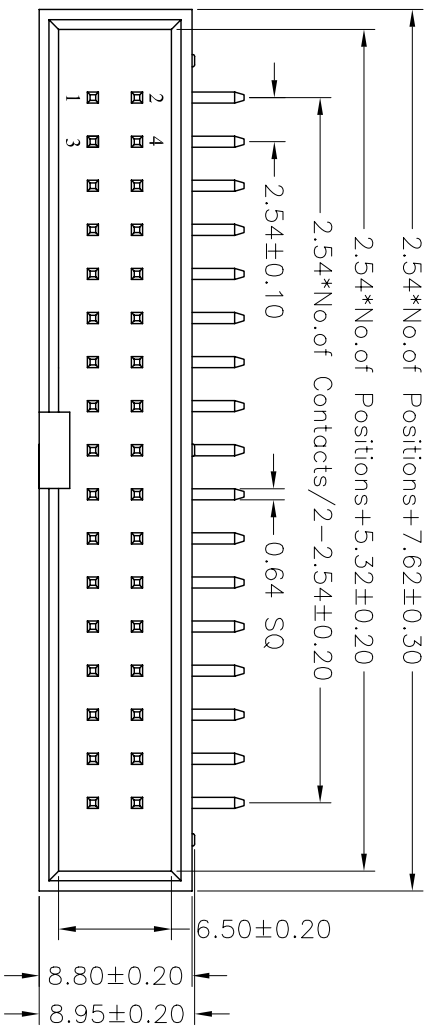 2.54*No.of Positions+7.62±0.30
2.54*No.of Positions+5.32±0.20
2.54*No.of Contacts/2-2.54±0.20
2.54±0.10
0.64 SQ
2
4
1
3
6.50±0.20
8.80±0.20
8.95±0.20